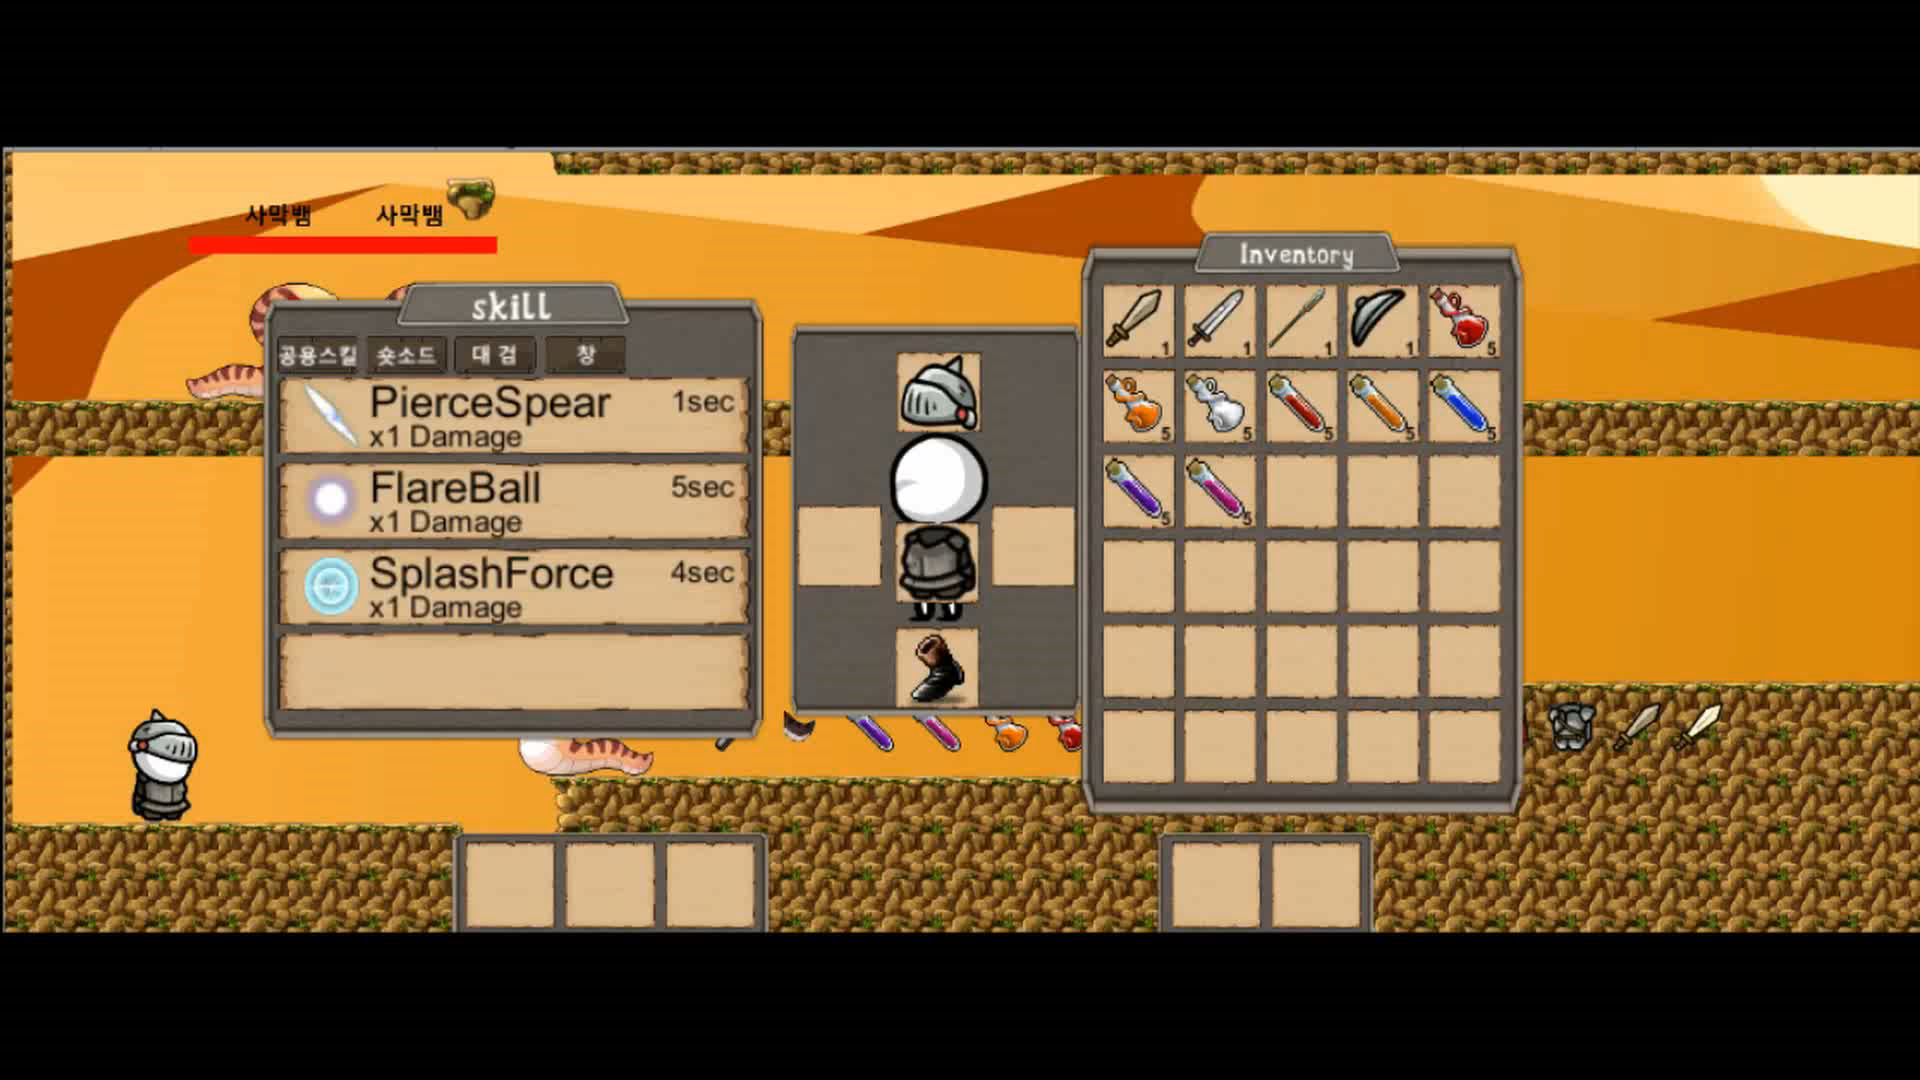 사막뱀 사막뱀
skill
공용스킬 숏소드 대검 창
PierceSpear 1sec
x1 Damage
FlareBall 5sec
x1 Damage
SplashForce 4sec
x1 Damage
Inventory
1 1 1 1 5
5 5 5 5 5
5 5